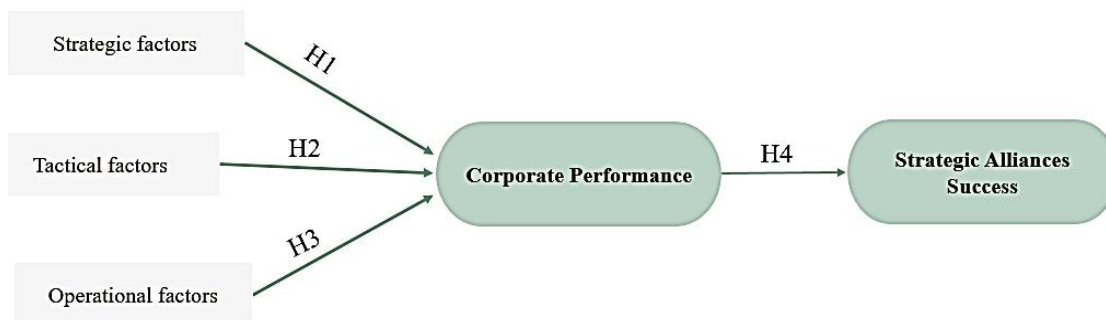 Strategic factors
H1
Tactical factors
H2
Corporate Performance
H4
Strategic Alliances
Success
H3
Operational factors